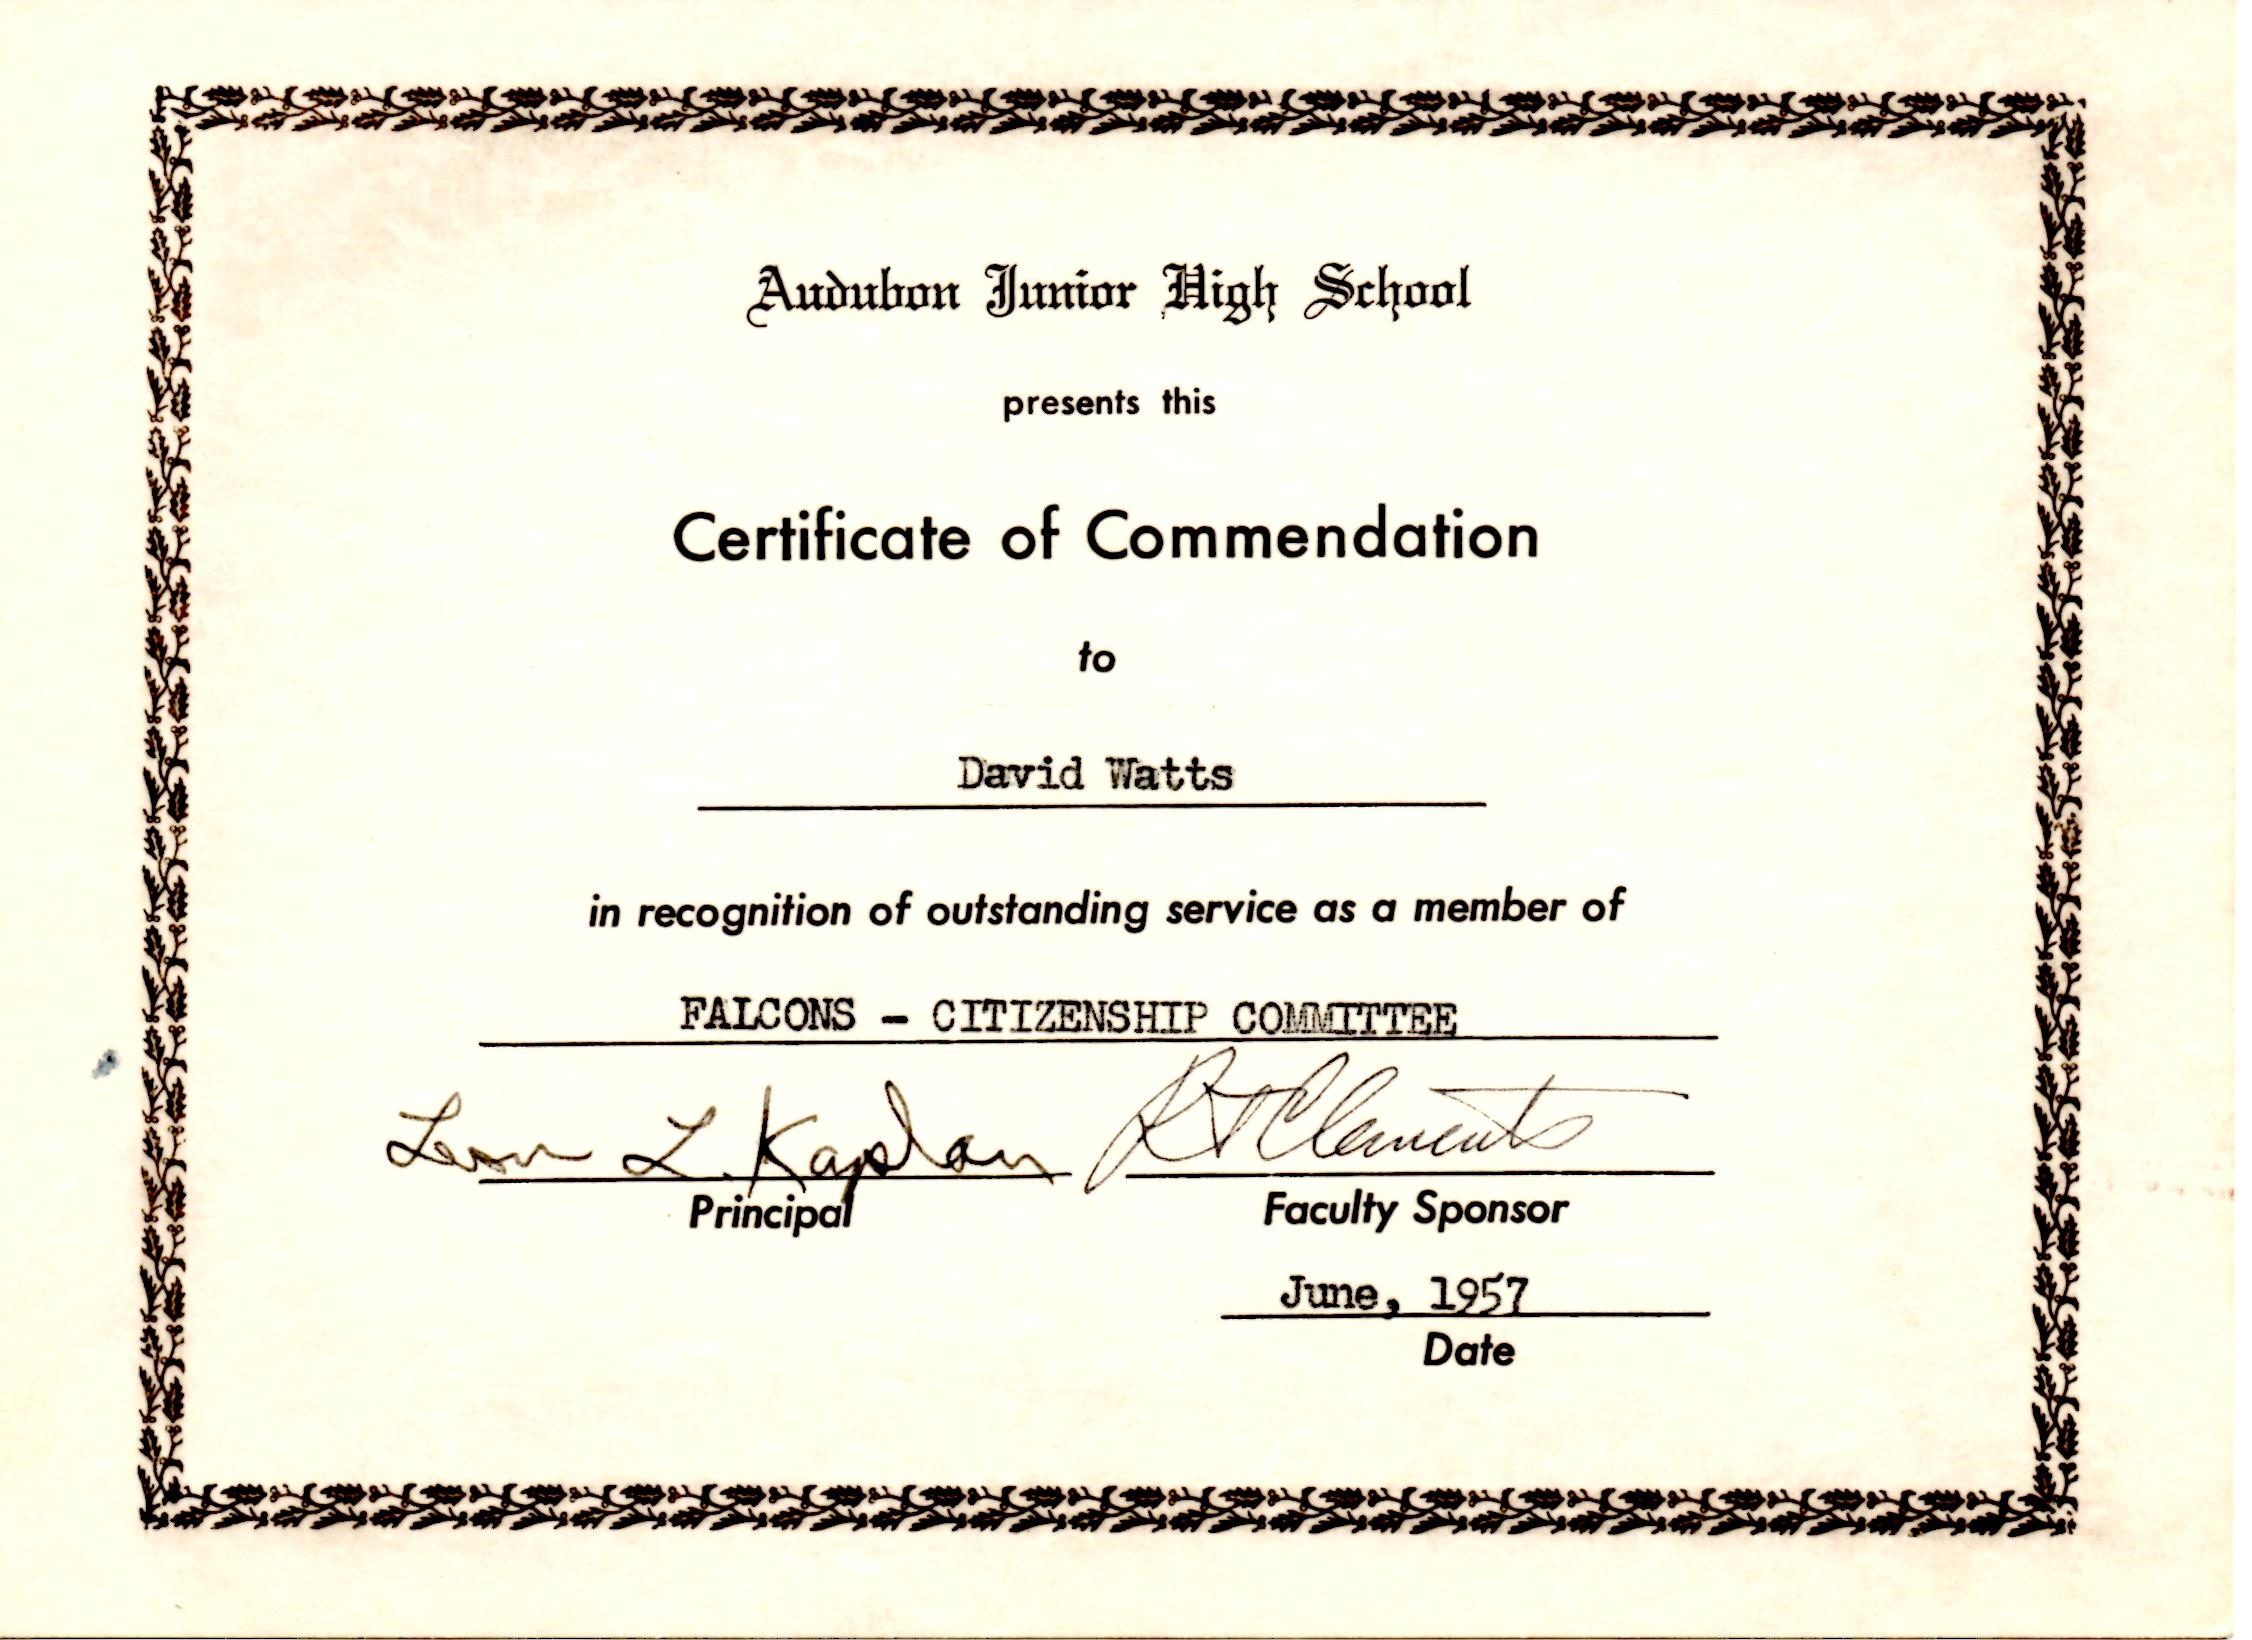 Audubon Junior High School
presents this
Certificate of Commendation
to
David Watts
in recognition of outstanding service as a member of
FALCONS - CITIZENSHIP COMMITTEE
Leon L. Kaplan R T Clements
Principal Faculty Sponsor
June, 1957
Date